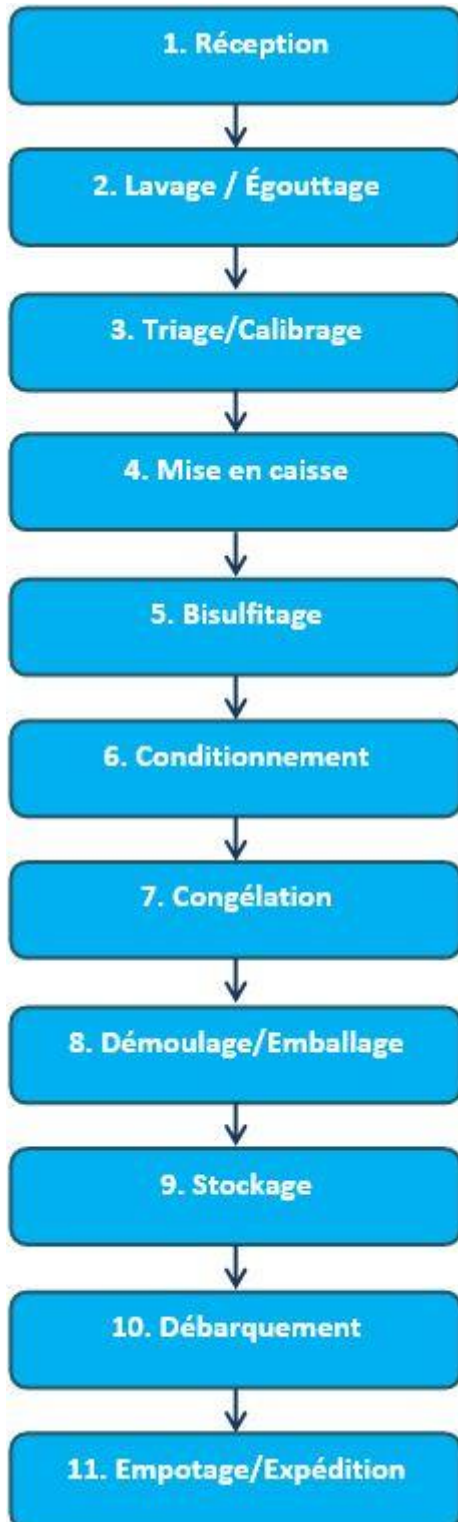 1. Réception
2. Lavage / Égouttage
3. Triage/Calibrage
4. Mise en caisse
5. Bisulfitage
6. Conditionnement
7. Congélation
8. Démoulage/Emballage
9. Stockage
10. Débarquement
11. Empotage/Expédition